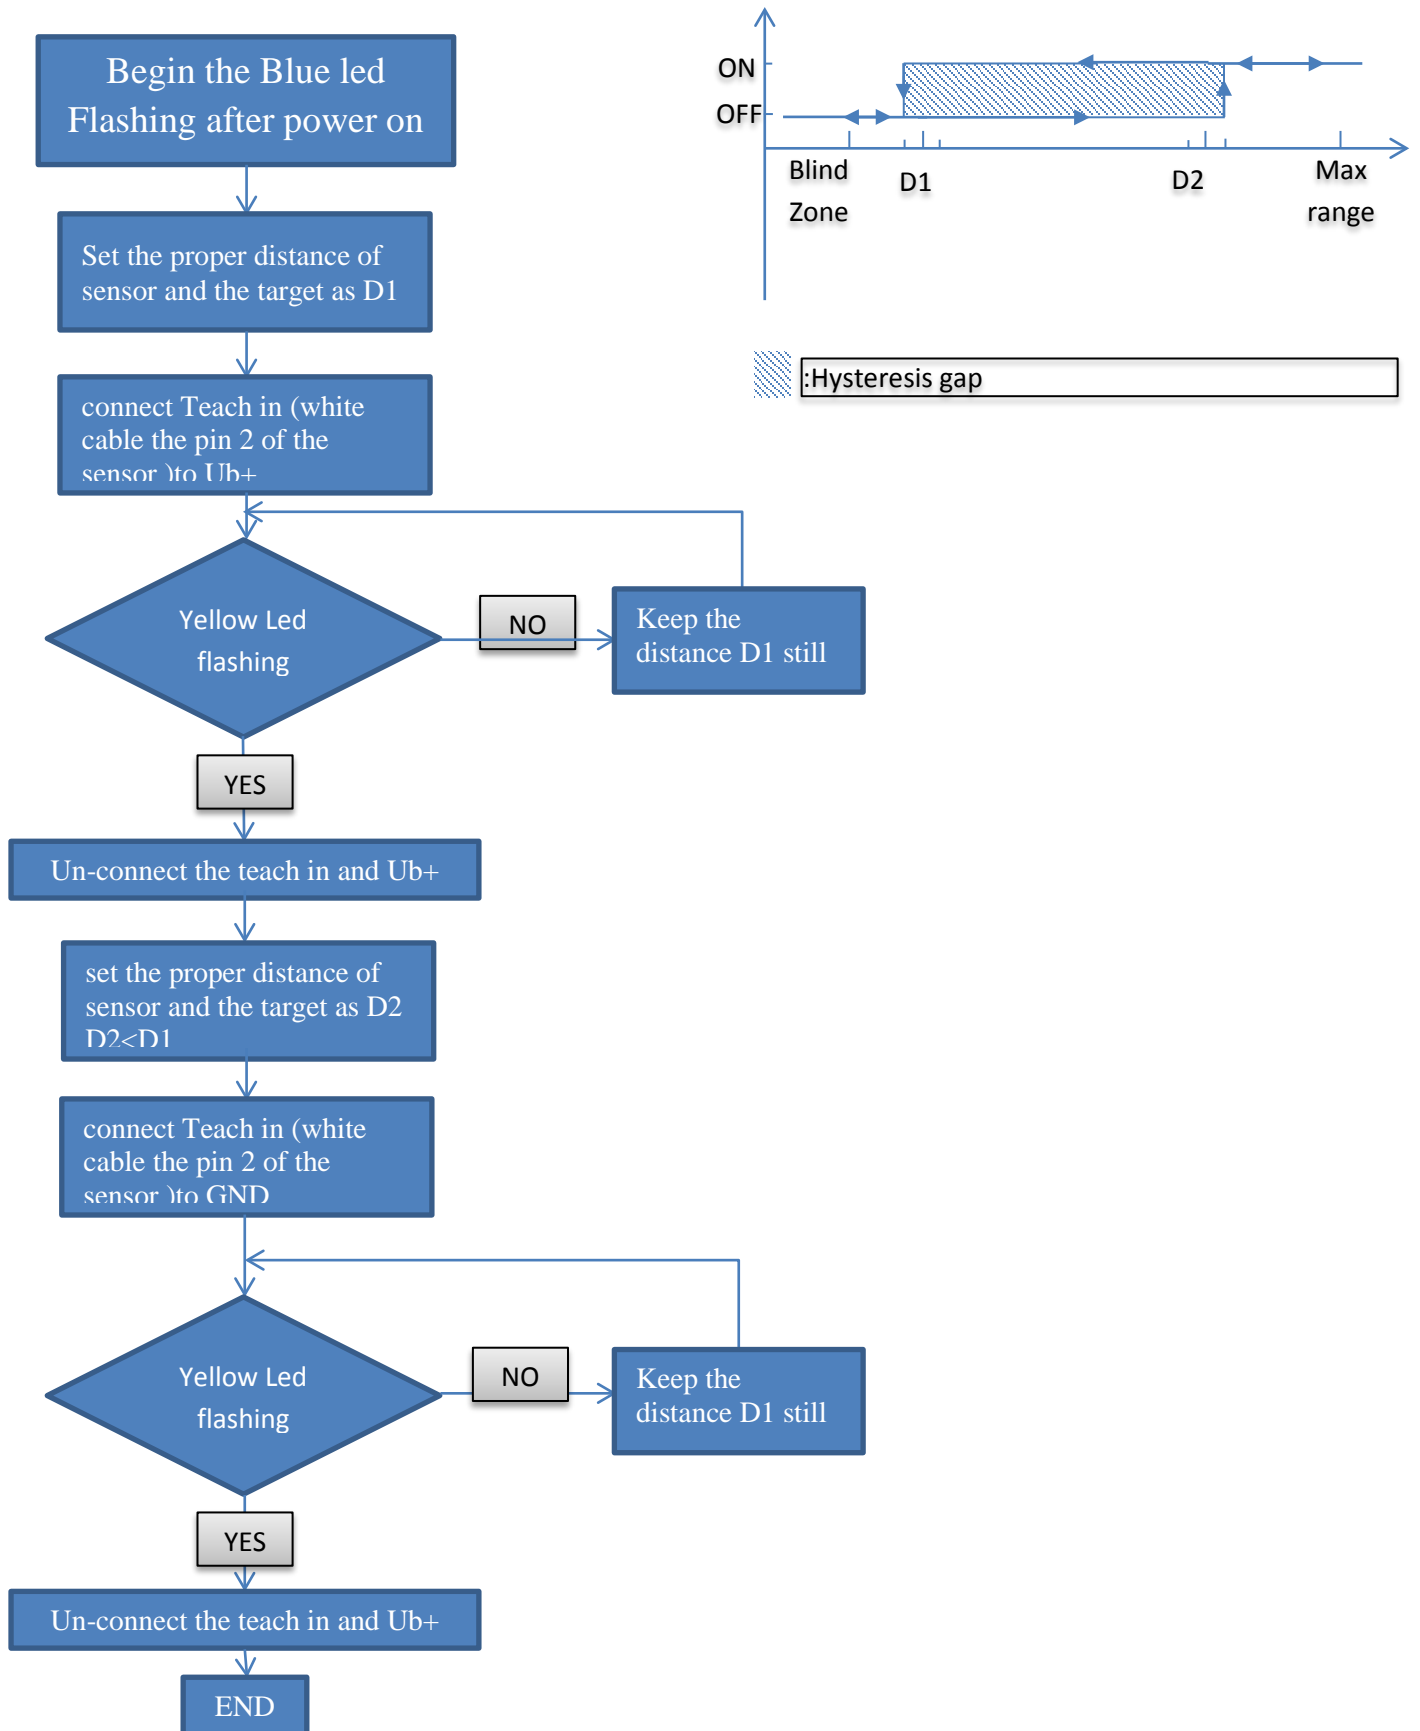 Begin the Blue led
Flashing after power on
Set the proper distance of
sensor and the target as D1
connect Teach in (white
cable the pin 2 of the
sensor )to Ub+
Yellow Led
flashing
NO
Keep the
distance D1 still
YES
Un-connect the teach in and Ub+
set the proper distance of
sensor and the target as D2
D2<D1
connect Teach in (white
cable the pin 2 of the
sensor )to GND
Yellow Led
flashing
NO
Keep the
distance D1 still
YES
Un-connect the teach in and Ub+
END
ON
OFF
Blind
Zone
D1
D2
Max
range
:Hysteresis gap